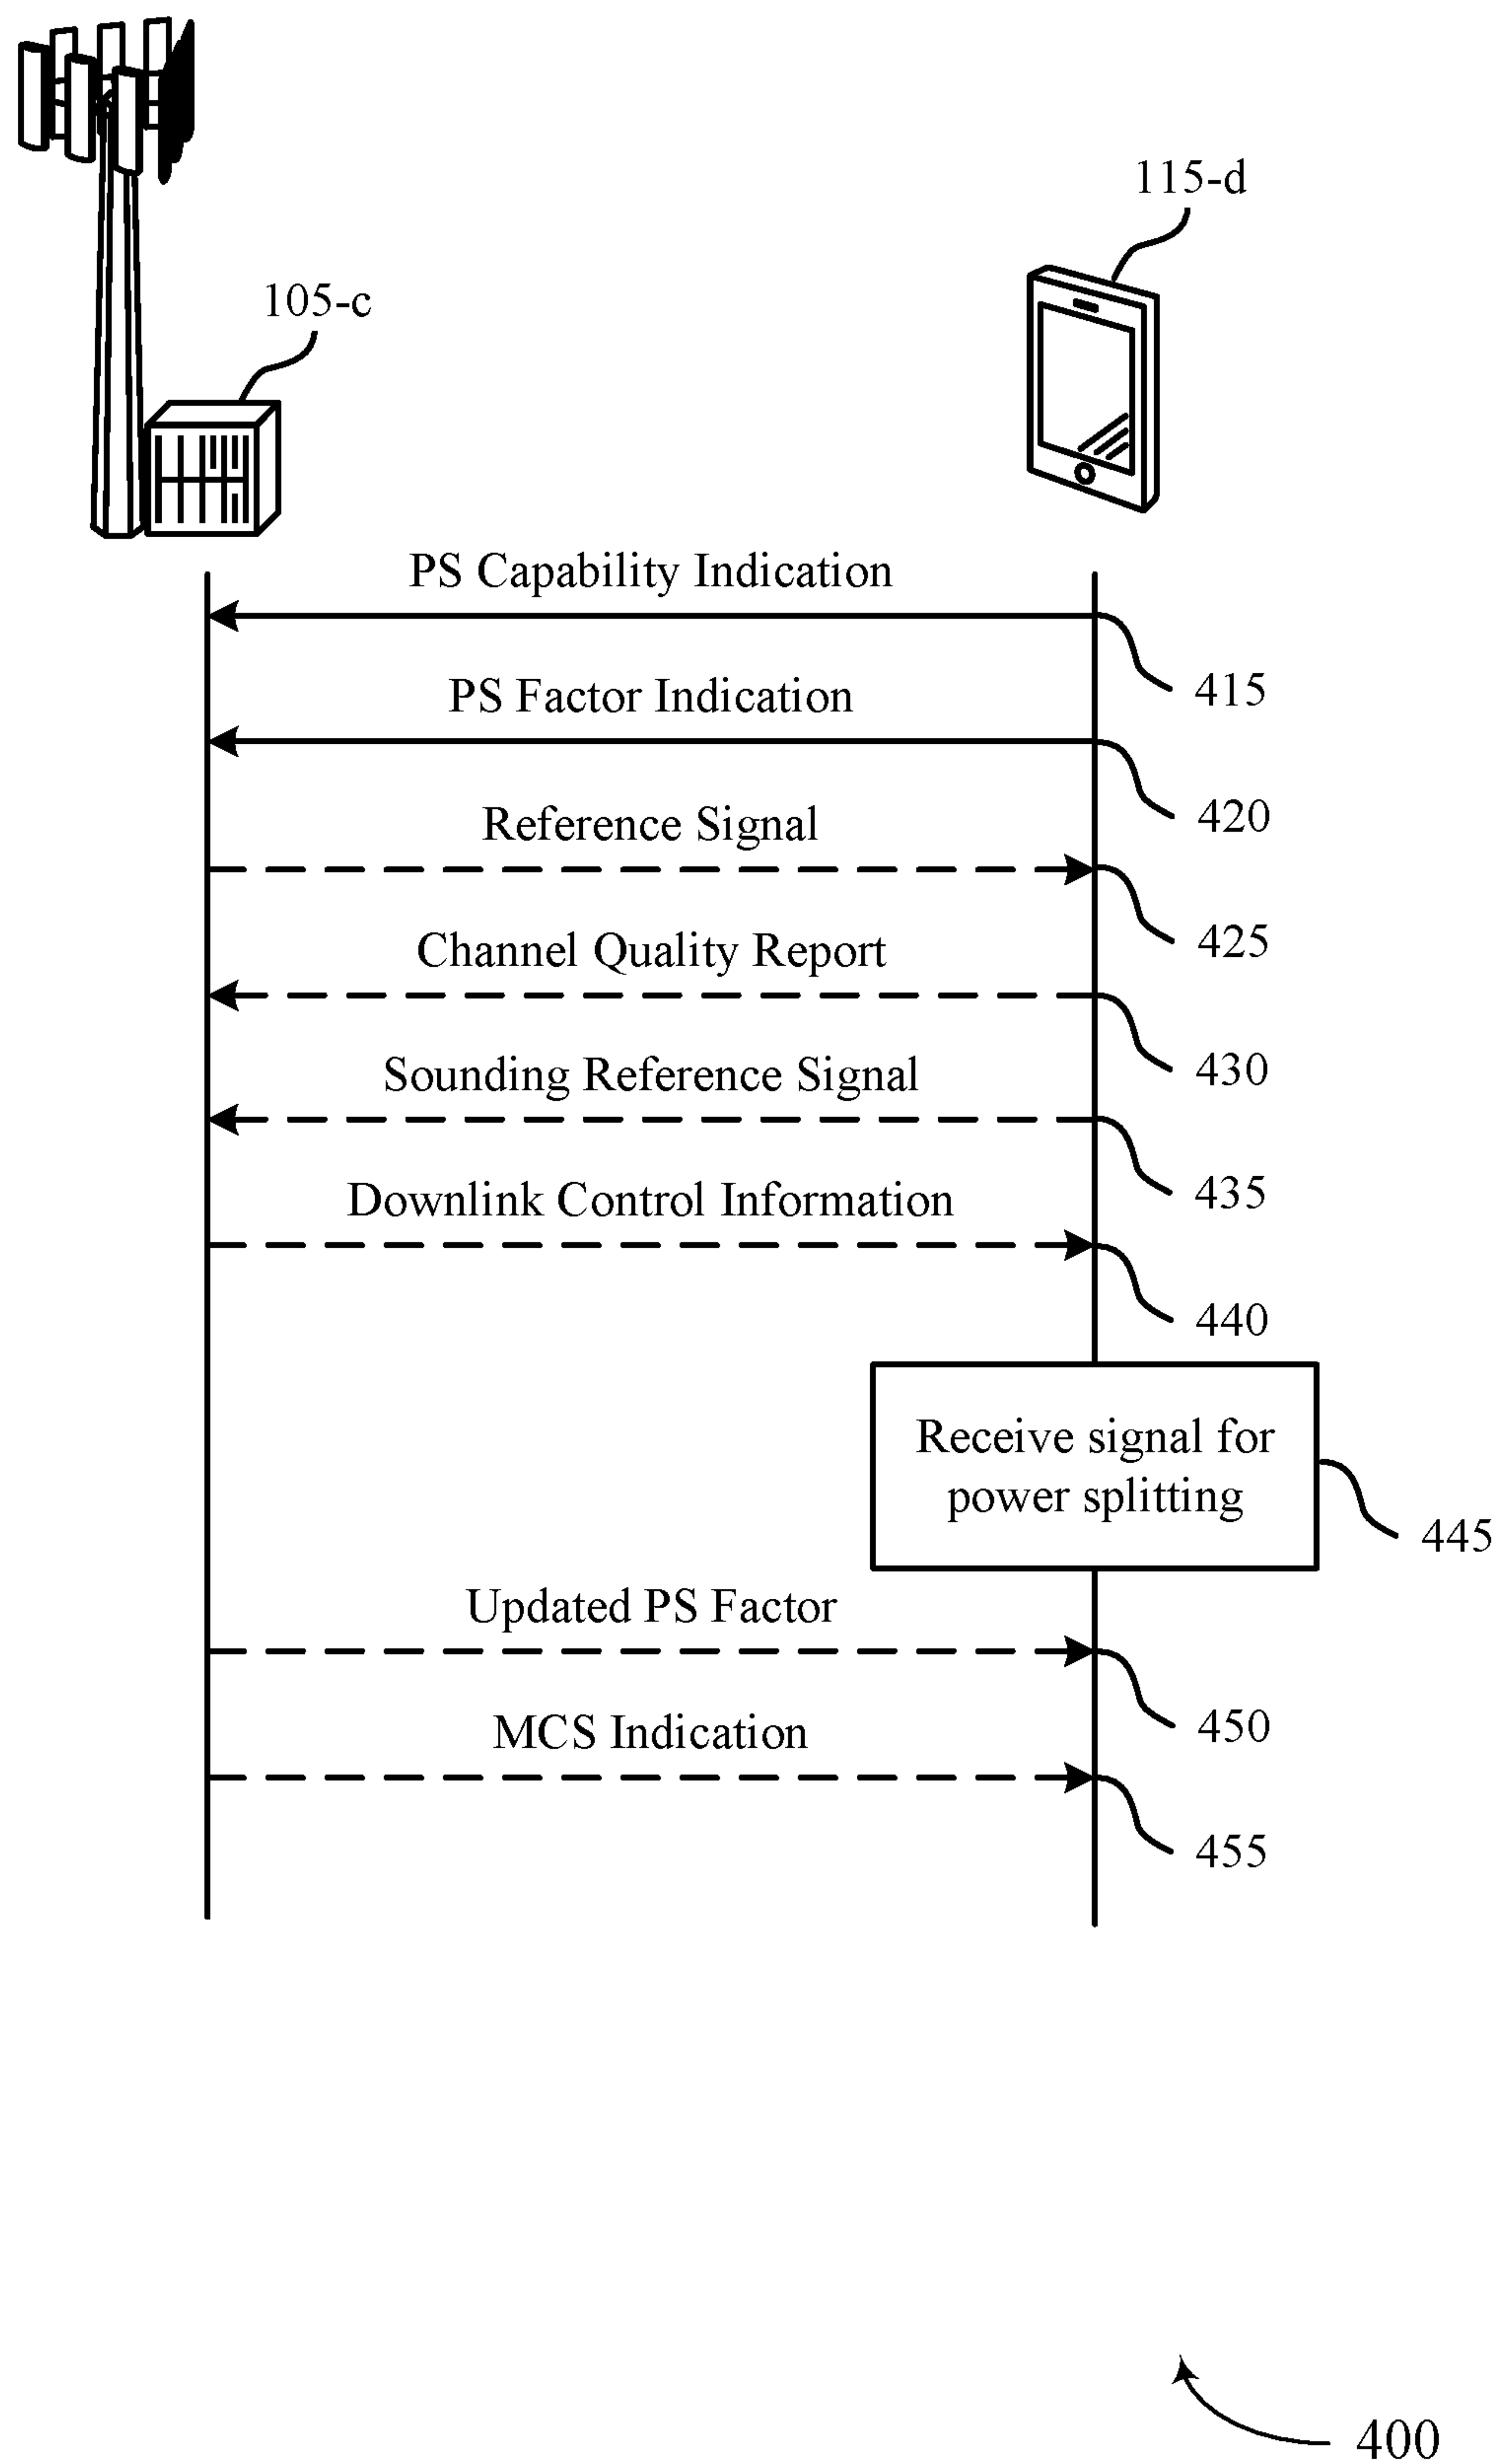 115-d
105-c
PS Capability Indication
415
PS Factor Indication
420
Reference Signal
425
Channel Quality Report
430
Sounding Reference Signal
435
Downlink Control Information
440
Receive signal for
power splitting
445
Updated PS Factor
450
MCS Indication
455
400